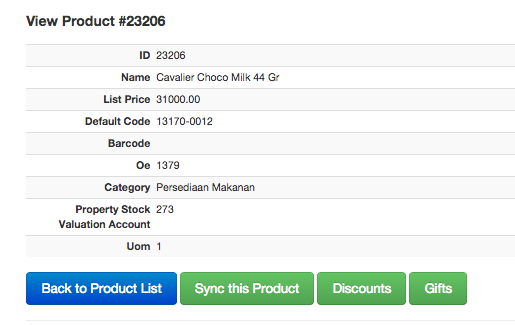 View Product #23206
ID 23206
Name Cavalier Choco Milk 44 Gr
List Price 31000.00
Default Code 13170-0012
Barcode
Oe 1379
Category Persediaan Makanan
Property Stock 273
Valuation Account
Uom 1
Back to Product List Sync this Product Discounts Gifts